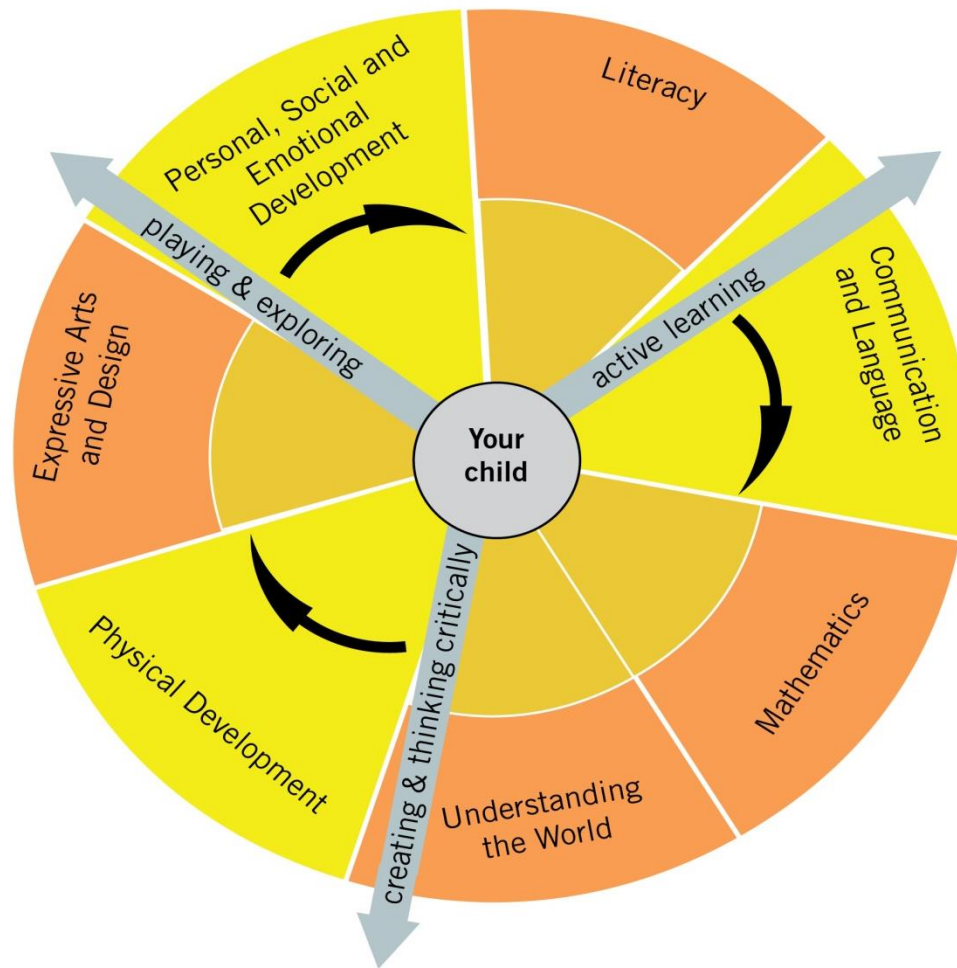 Personal, Social and
Emotional
Development
Literacy
Communication
and Language
Mathematics
Understanding
the World
Physical Development
Expressive Arts
and Design
playing & exploring
active learning
creating & thinking critically
Your
child